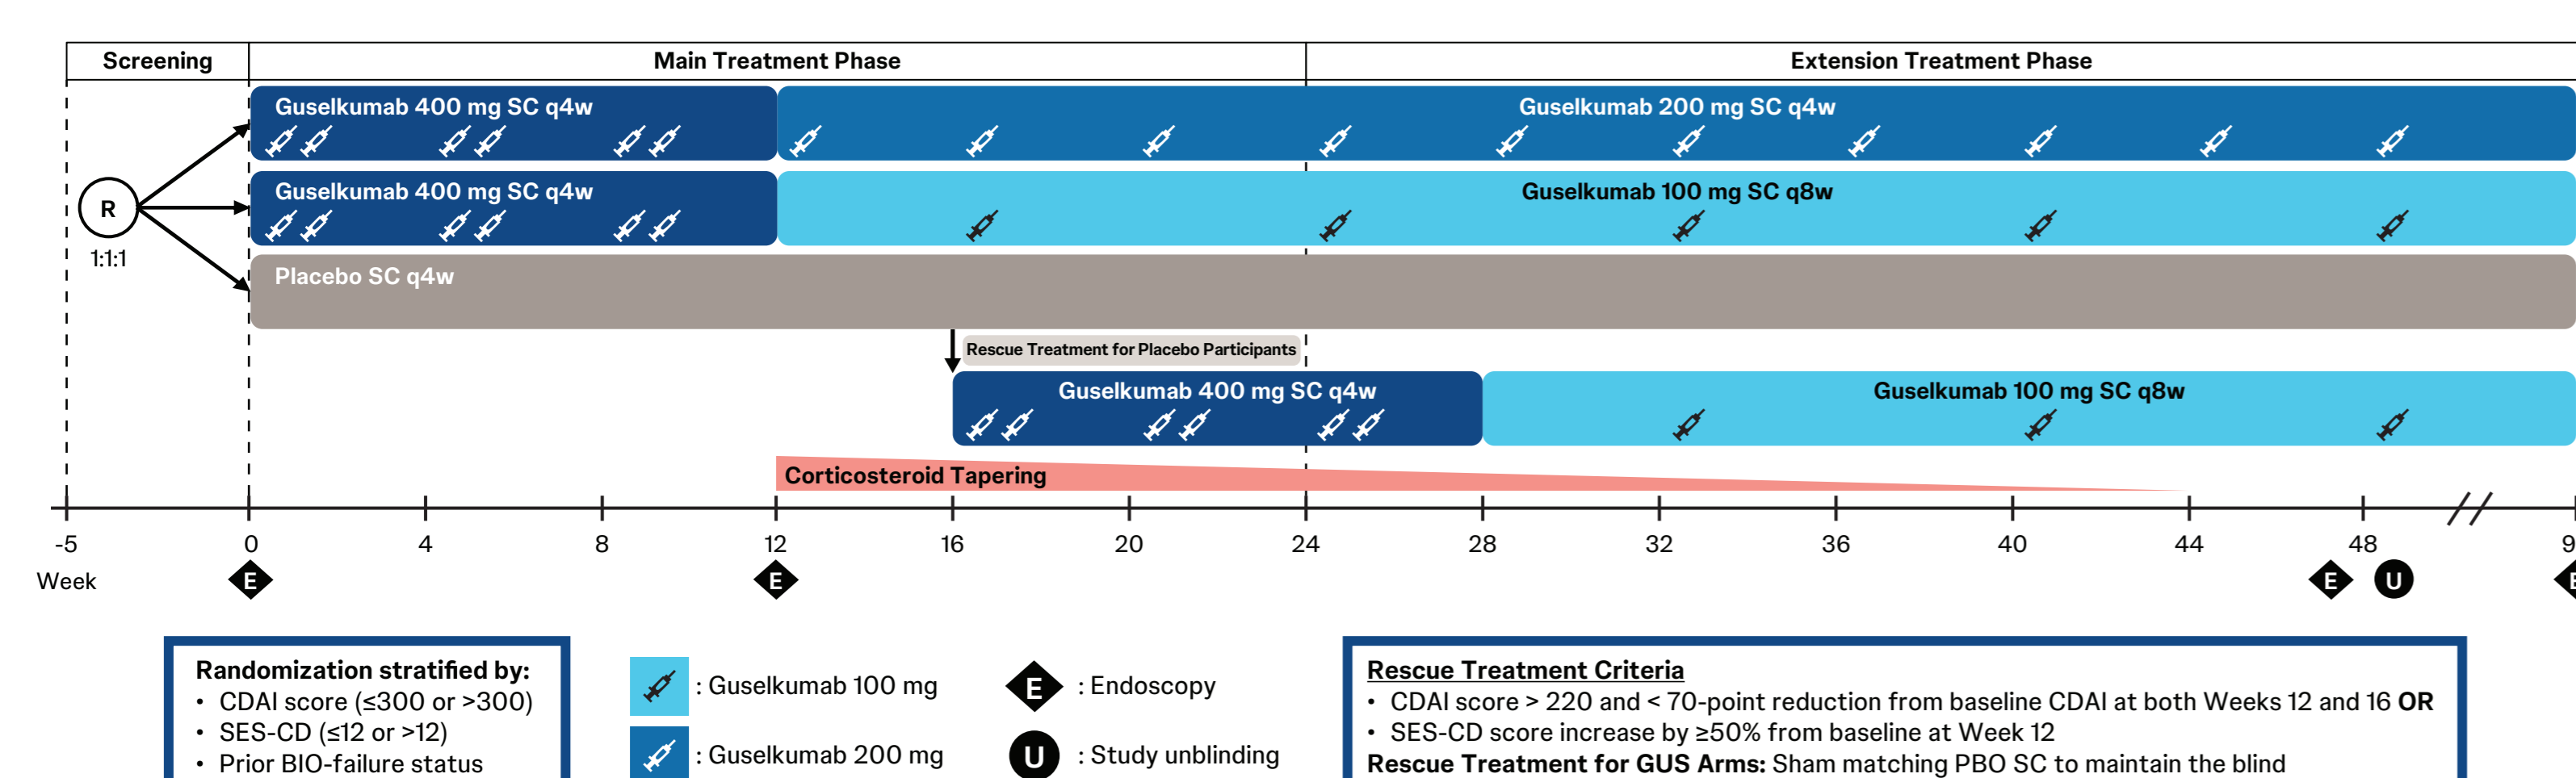 Screening
Main Treatment Phase
Extension Treatment Phase
Guselkumab 400 mg SC q4w
Guselkumab 200 mg SC q4w
R
1:1:1
Guselkumab 400 mg SC q4w
Guselkumab 100 mg SC q8w
Placebo SC q4w
Rescue Treatment for Placebo Participants
Guselkumab 400 mg SC q4w
Guselkumab 100 mg SC q8w
Corticosteroid Tapering
-5 0 4 8 12 16 20 24 28 32 36 40 44 48 9
Week
E E E U E
Randomization stratified by:
• CDAI score (≤300 or >300)
• SES-CD (≤12 or >12)
• Prior BIO-failure status
: Guselkumab 100 mg
: Guselkumab 200 mg
E : Endoscopy
U : Study unblinding
Rescue Treatment Criteria
• CDAI score > 220 and < 70-point reduction from baseline CDAI at both Weeks 12 and 16 OR
• SES-CD score increase by ≥50% from baseline at Week 12
Rescue Treatment for GUS Arms: Sham matching PBO SC to maintain the blind